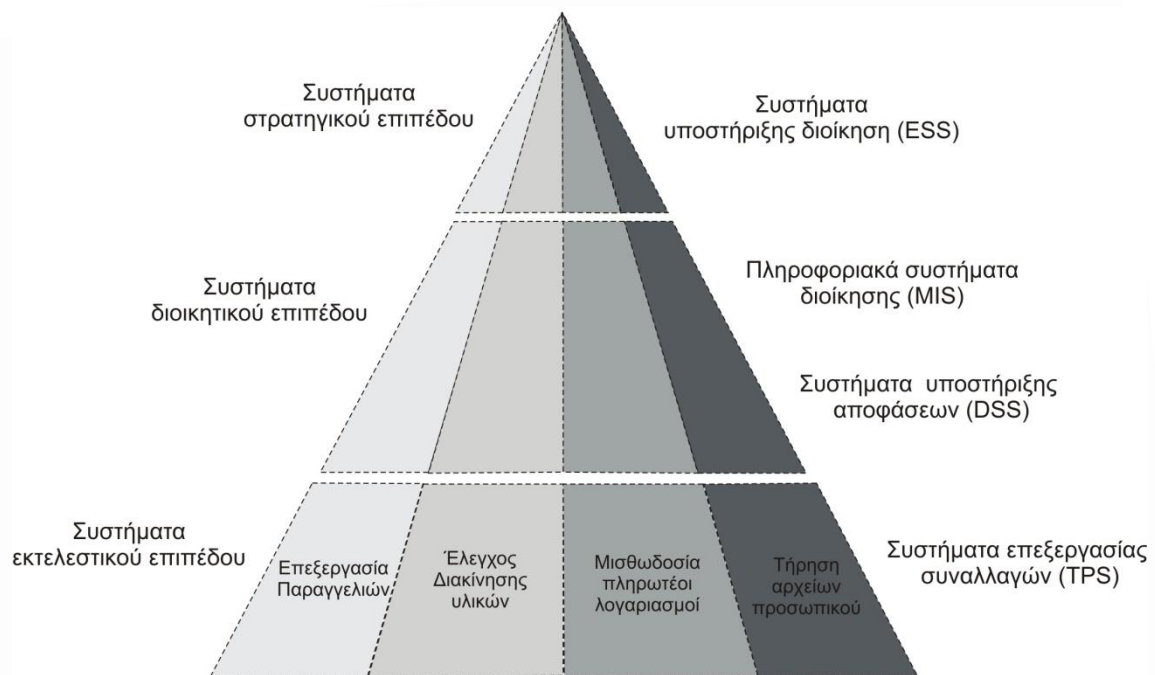 Συστήματα
στρατηγικού επιπέδου
Συστήματα
υποστήριξης διοίκηση (ESS)
Συστήματα
διοικητικού επιπέδου
Πληροφοριακά συστήματα
διοίκησης (MIS)
Συστήματα υποστήριξης
αποφάσεων (DSS)
Συστήματα
εκτελεστικού επιπέδου
Επεξεργασία
Παραγγελιών
Έλεγχος
Διακίνησης
υλικών
Μισθωδοσία
πληρωτέοι
λογαριασμοί
Τήρηση
αρχείων
προσωπικού
Συστήματα επεξεργασίας
συναλλαγών (TPS)